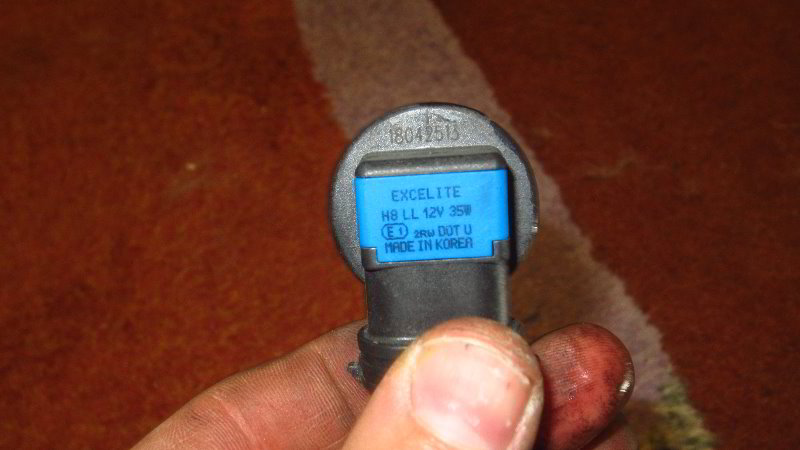 18042513
EXCELITE
H8 LL 12V 35W
E1 2RW DOT U
MADE IN KOREA